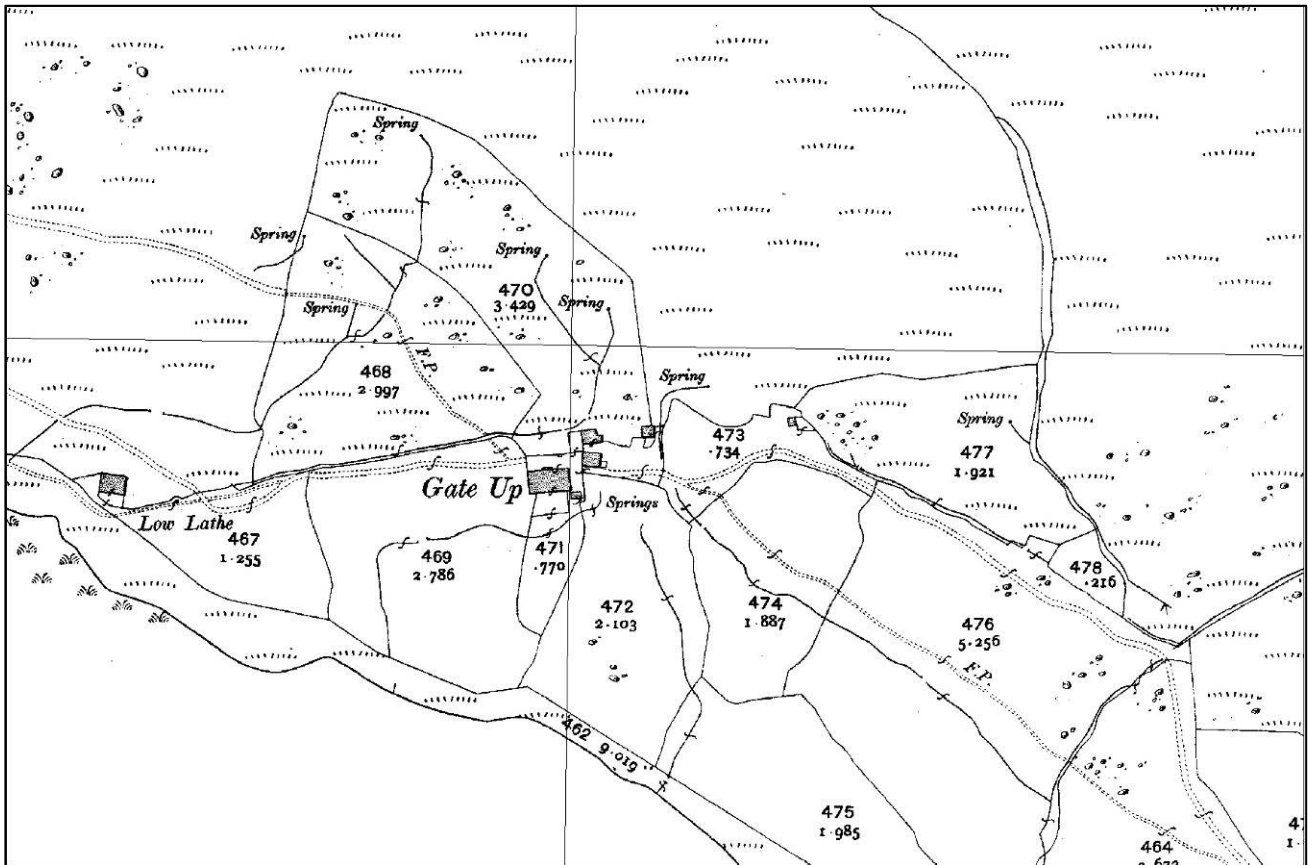 Spring
Spring
Spring
470
3·429
Spring
Spring
F.P.
468
2·997
Spring
473
·734
Spring
477
1·921
Gate Up
Springs
Low Lathe
467
1·255
469
2·786
471
·770
478
·216
472
2·103
474
1·887
476
5·256
F.P.
462 9·019
475
1·985
464